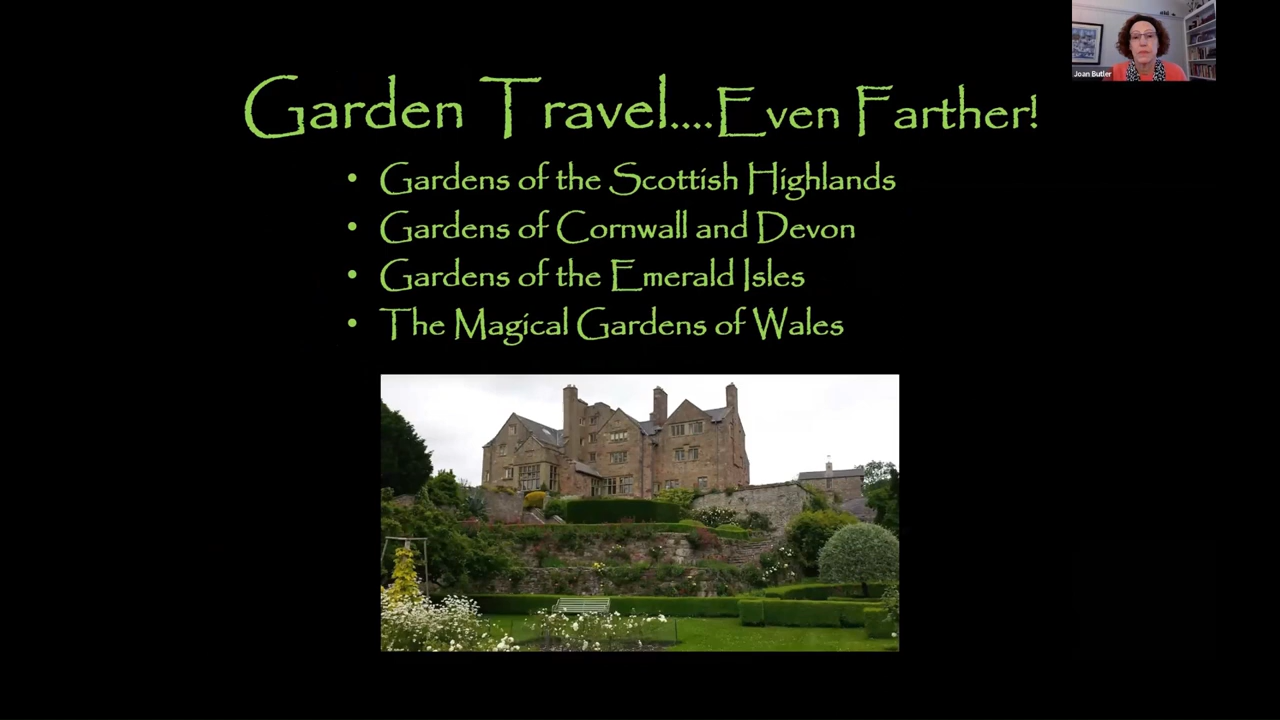 Joan Butler
Garden Travel....Even Farther!
• Gardens of the Scottish Highlands
• Gardens of Cornwall and Devon
• Gardens of the Emerald Isles
• The Magical Gardens of Wales